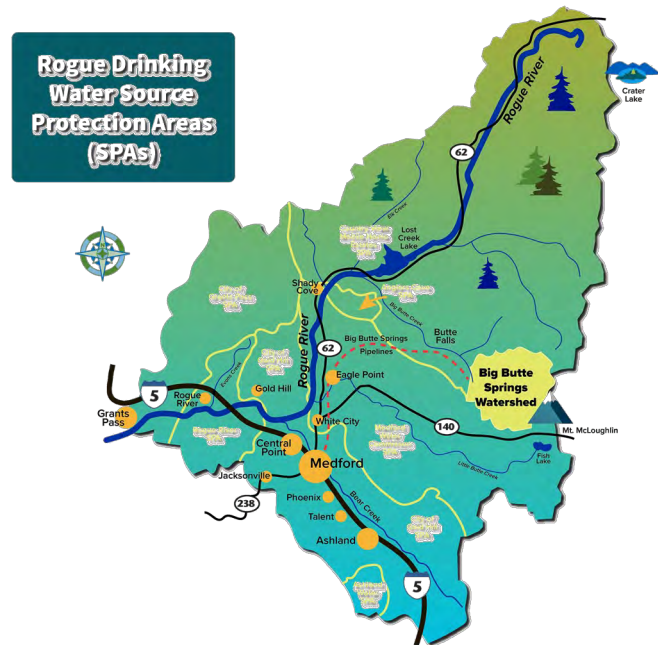 Rogue Drinking
Water Source
Protection Areas
(SPAs)
Rogue River
Crater
Lake
62
Elk Creek
Lost
Creek
Lake
Shady
Cove
Big Butte Creek
Butte
Falls
Rogue River
62
Big Butte Springs
Pipelines
Big Butte
Springs
Watershed
Evans Creek
Eagle Point
Gold Hill
5
Rogue
River
Grants
Pass
White City
140
Mt. McLoughlin
Central
Point
Medford
Fish
Lake
Little Butte Creek
Jacksonville
238
Phoenix
Bear Creek
Talent
Ashland
5